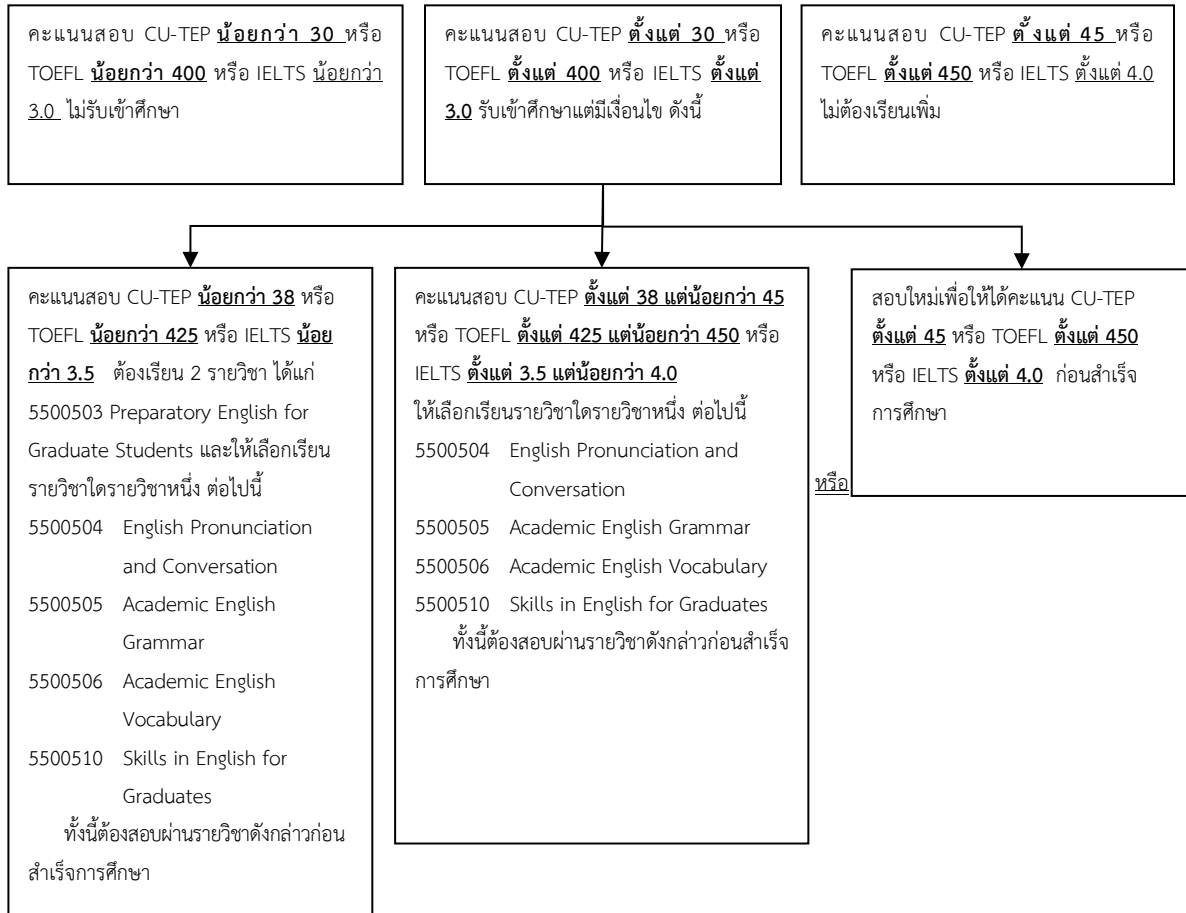 คะแนนสอบ CU-TEP น้อยกว่า 30 หรือ
TOEFL น้อยกว่า 400 หรือ IELTS น้อยกว่า
3.0 ไม่รับเข้าศึกษา
คะแนนสอบ CU-TEP ตั้งแต่ 30 หรือ
TOEFL ตั้งแต่ 400 หรือ IELTS ตั้งแต่
3.0 รับเข้าศึกษาแต่มีเงื่อนไข ดังนี้
คะแนนสอบ CU-TEP ตั้งแต่ 45 หรือ
TOEFL ตั้งแต่ 450 หรือ IELTS ตั้งแต่ 4.0
ไม่ต้องเรียนเพิ่ม
คะแนนสอบ CU-TEP น้อยกว่า 38 หรือ
TOEFL น้อยกว่า 425 หรือ IELTS น้อย
กว่า 3.5 ต้องเรียน 2 รายวิชา ได้แก่
5500503 Preparatory English for
Graduate Students และให้เลือกเรียน
รายวิชาใดรายวิชาหนึ่ง ต่อไปนี้
5500504 English Pronunciation
and Conversation
5500505 Academic English
Grammar
5500506 Academic English
Vocabulary
5500510 Skills in English for
Graduates
ทั้งนี้ต้องสอบผ่านรายวิชาดังกล่าวก่อน
สำเร็จการศึกษา
คะแนนสอบ CU-TEP ตั้งแต่ 38 แต่น้อยกว่า 45
หรือ TOEFL ตั้งแต่ 425 แต่น้อยกว่า 450 หรือ
IELTS ตั้งแต่ 3.5 แต่น้อยกว่า 4.0
ให้เลือกเรียนรายวิชาใดรายวิชาหนึ่ง ต่อไปนี้
5500504 English Pronunciation and
Conversation
5500505 Academic English Grammar
5500506 Academic English Vocabulary
5500510 Skills in English for Graduates
ทั้งนี้ต้องสอบผ่านรายวิชาดังกล่าวก่อนสำเร็จ
การศึกษา
หรือ
สอบใหม่เพื่อให้ได้คะแนน CU-TEP
ตั้งแต่ 45 หรือ TOEFL ตั้งแต่ 450
หรือ IELTS ตั้งแต่ 4.0 ก่อนสำเร็จ
การศึกษา